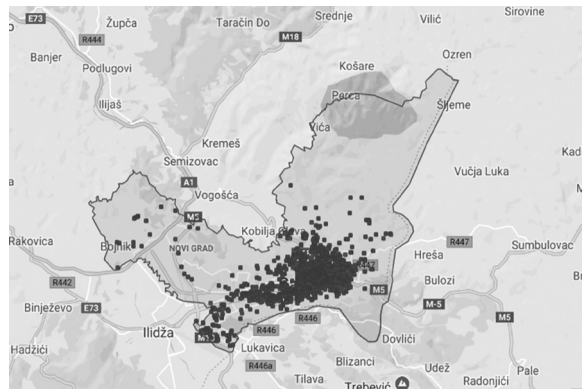 E73
Župča
Taračin Do
Srednje
Vilić
Sirovine
R444
M18
Banjer
Podlugovi
Košare
Ozren
Perca
Ilijaš
Šljeme
Vića
Kremeš
Semizovac
A1
Vogošća
Vučja Luka
Kad
M5
Kobilja Glava
Rakovica
Bojnik
NOVI GRAD
R447
Hreša
Sumbulovac
R442
Bulozi
M5
M-5
Binježevo
E73
M5
Ilidža
R446
R446
Dovlići
Lukavica
Hadžići
R446a
Blizanci
Udež
Pale
Tilava
Radonjići
Trebević